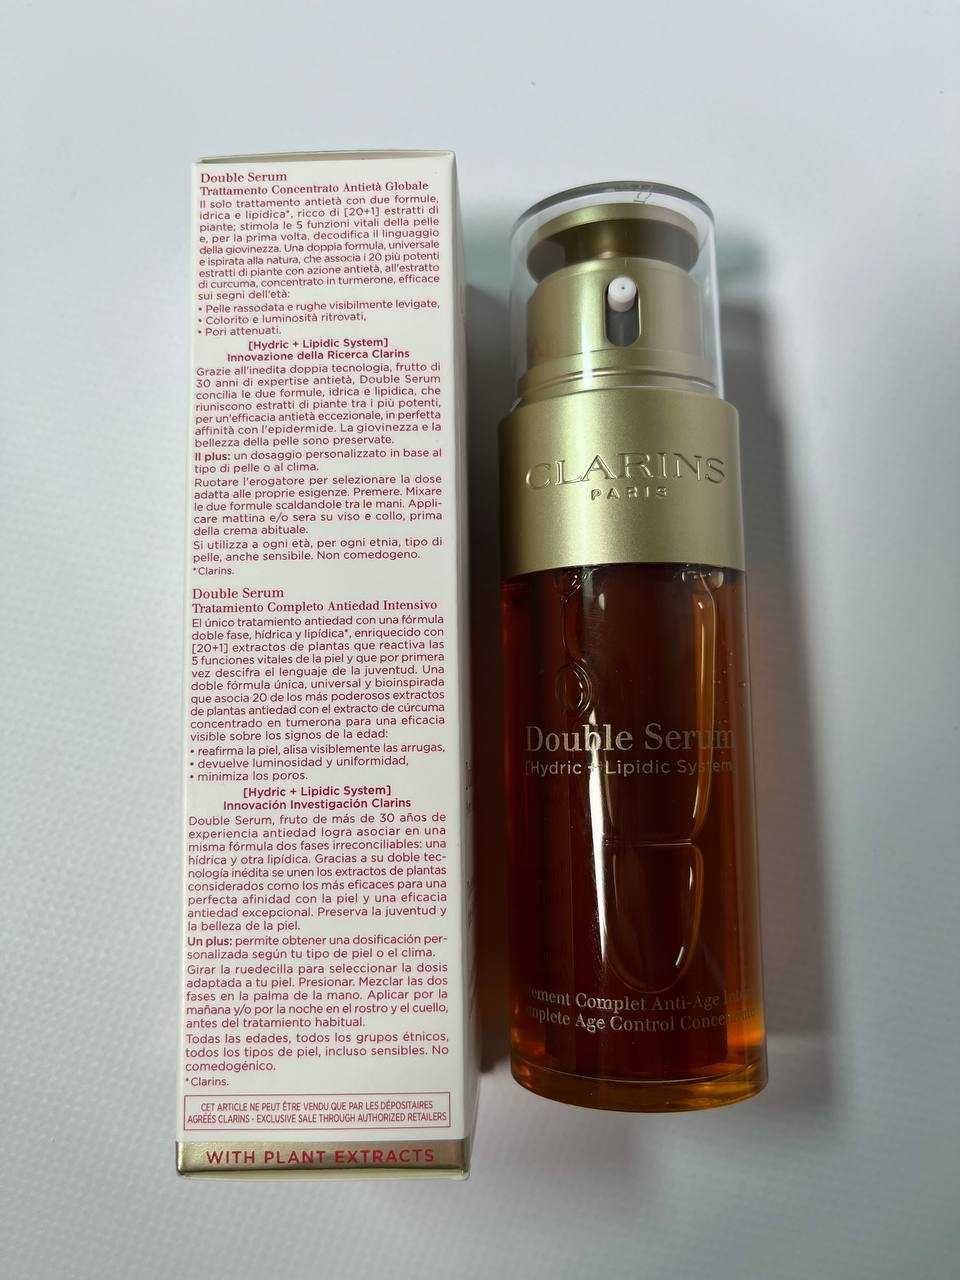 Double Serum
Trattamento Concentrato Antietà Globale
Il solo trattamento antietà con due formule,
idrica e lipidica*, ricco di [20+1] estratti di
piante; stimola le 5 funzioni vitali della pelle
e, per la prima volta, decodifica il linguaggio
della giovinezza. Una doppia formula, universale
e ispirata alla natura, che associa i 20 più potenti
estratti di piante con azione antietà, all'estratto
di curcuma, concentrato in turmerone, efficace
sui segni dell'età:
• Pelle rassodata e rughe visibilmente levigate,
• Colorito e luminosità ritrovati,
• Pori attenuati.
[Hydric + Lipidic System]
Innovazione della Ricerca Clarins
Grazie all'inedita doppia tecnologia, frutto di
30 anni di expertise antietà, Double Serum
concilia le due formule, idrica e lipidica, che
riuniscono estratti di piante tra i più potenti,
per un'efficacia antietà eccezionale, in perfetta
affinità con l'epidermide. La giovinezza e la
bellezza della pelle sono preservate.
Il plus: un dosaggio personalizzato in base al
tipo di pelle o al clima.
Ruotare l'erogatore per selezionare la dose
adatta alle proprie esigenze. Premere. Mixare
le due formule scaldandole tra le mani. Appli-
care mattina e/o sera su viso e collo, prima
della crema abituale.
Si utilizza a ogni età, per ogni etnia, tipo di
pelle, anche sensibile. Non comedogeno.
*Clarins.
Double Serum
Tratamiento Completo Antiedad Intensivo
El único tratamiento antiedad con una fórmula
doble fase, hídrica y lipídica*, enriquecido con
[20+1] extractos de plantas que reactiva las
5 funciones vitales de la piel y que por primera
vez descifra el lenguaje de la juventud. Una
doble fórmula única, universal y bioinspirada
que asocia 20 de los más poderosos extractos
de plantas antiedad con el extracto de cúrcuma
concentrado en tumerona para una eficacia
visible sobre los signos de la edad:
• reafirma la piel, alisa visiblemente las arrugas,
• devuelve luminosidad y uniformidad,
• minimiza los poros.
[Hydric + Lipidic System]
Innovación Investigación Clarins
Double Serum, fruto de más de 30 años de
experiencia antiedad logra asociar en una
misma fórmula dos fases irreconciliables: una
hídrica y otra lipídica. Gracias a su doble tec-
nología inédita se unen los extractos de plantas
considerados como los más eficaces para una
perfecta afinidad con la piel y una eficacia
antiedad excepcional. Preserva la juventud y
la belleza de la piel.
Un plus: permite obtener una dosificación per-
sonalizada según tu tipo de piel o el clima.
Girar la ruedecilla para seleccionar la dosis
adaptada a tu piel. Presionar. Mezclar las dos
fases en la palma de la mano. Aplicar por la
mañana y/o por la noche en el rostro y el cuello,
antes del tratamiento habitual.
Todas las edades, todos los grupos étnicos,
todos los tipos de piel, incluso sensibles. No
comedogénico.
*Clarins.
CET ARTICLE NE PEUT ÊTRE VENDU QUE PAR LES DÉPOSITAIRES
AGRÉÉS CLARINS - EXCLUSIVE SALE THROUGH AUTHORIZED RETAILERS
WITH PLANT EXTRACTS
CLARINS
PARIS
Double Serum
[Hydric + Lipidic System]
Complet Anti-Âge
Age Control